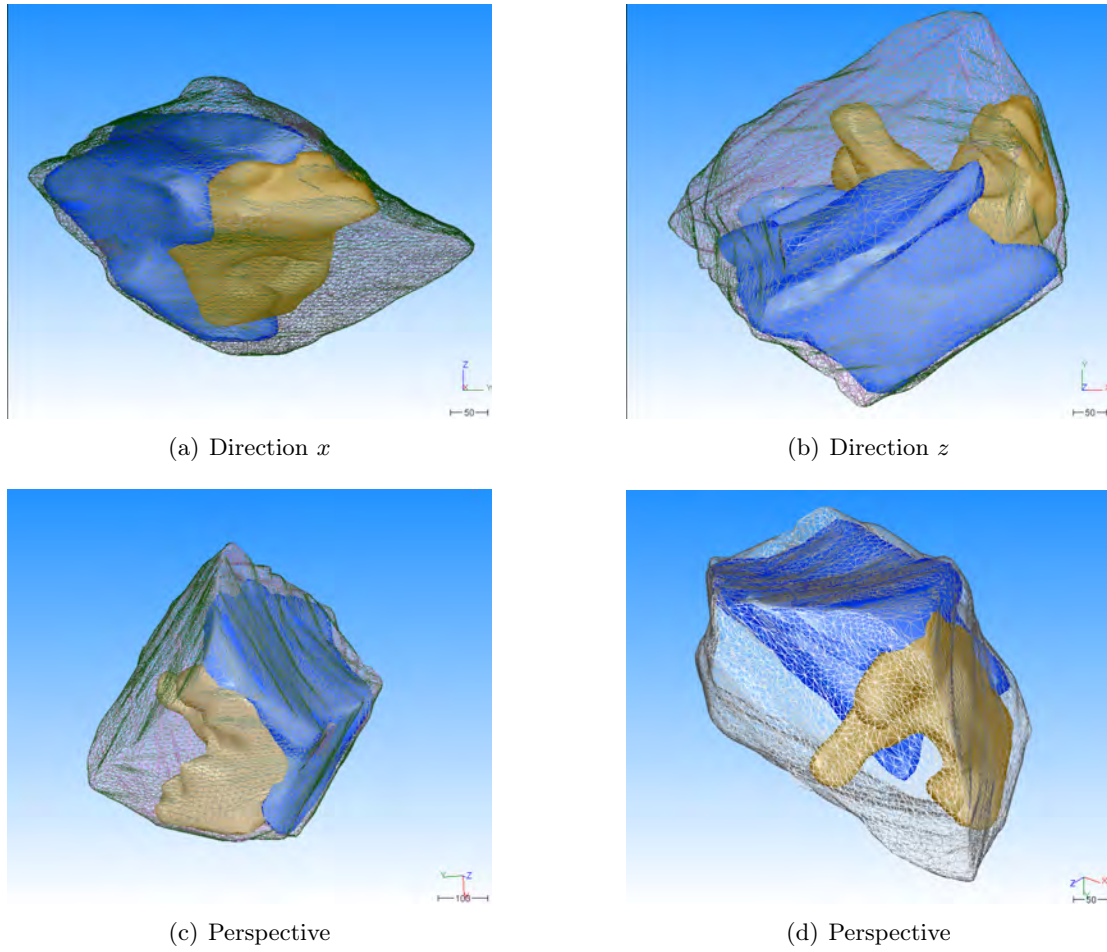 Z
X Y
50
Y
Z
50
(a) Direction x
(b) Direction z
Y Z
100
Z X
Y
50
(c) Perspective
(d) Perspective